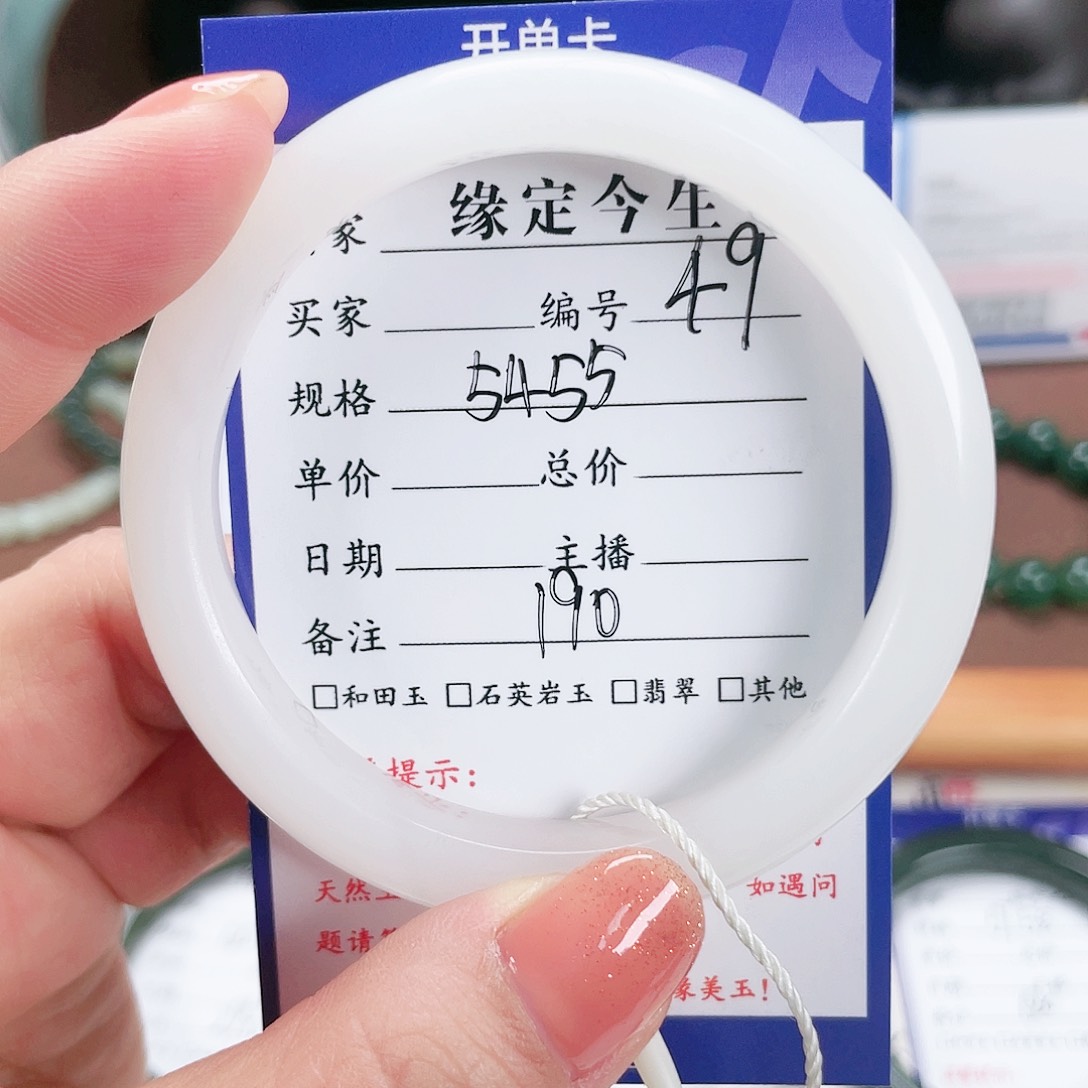 开单卡
家 缘定今生
买家 编号 49
规格 54-55
单价 总价
日期 主播
备注 190
□和田玉 □石英岩玉 □翡翠 □其他
提示：
天然 如遇问
题请
美玉！